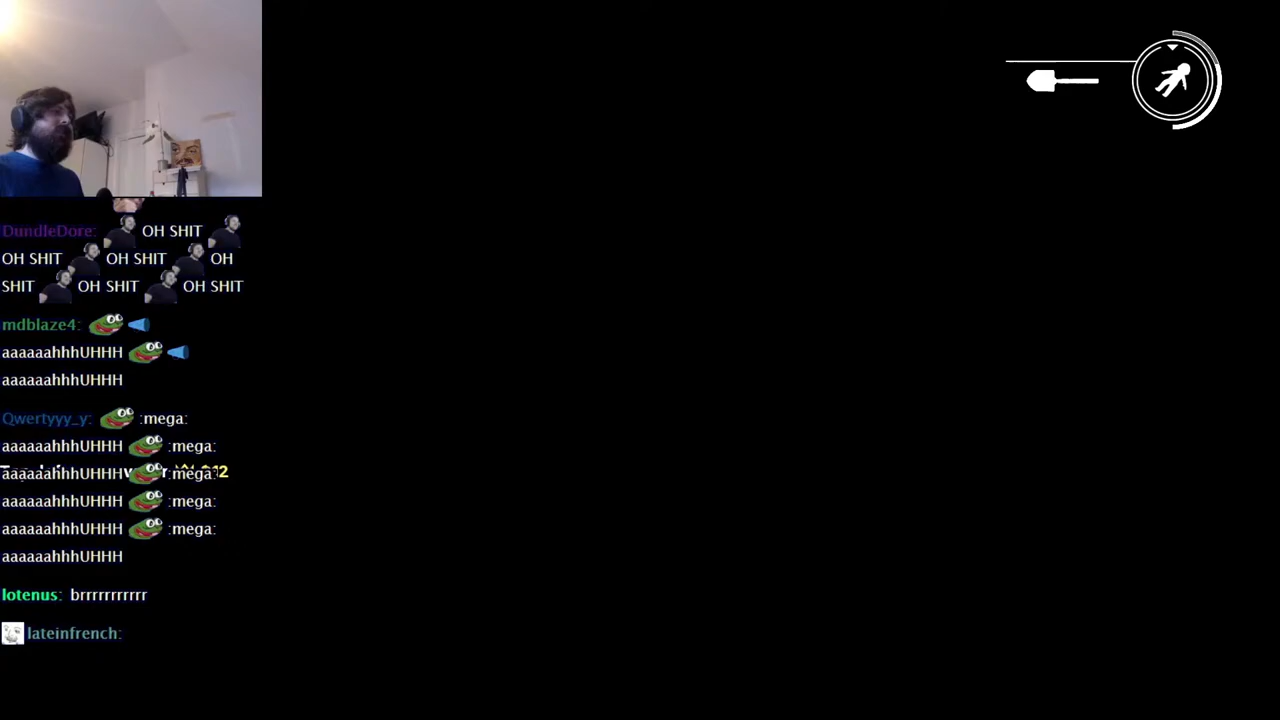 DundleDore: OH SHIT
OH SHIT OH SHIT OH
SHIT OH SHIT OH SHIT
mdblaze4:
aaaaaahhhUHHH
aaaaaahhhUHHH
Qwertyyy_y: :mega:
aaaaaahhhUHHH :mega:
aaaaaahhhUHHH :mega:
aaaaaahhhUHHH :mega:
aaaaaahhhUHHH :mega:
aaaaaahhhUHHH
lotenus: brrrrrrrrrrr
lateinfrench: